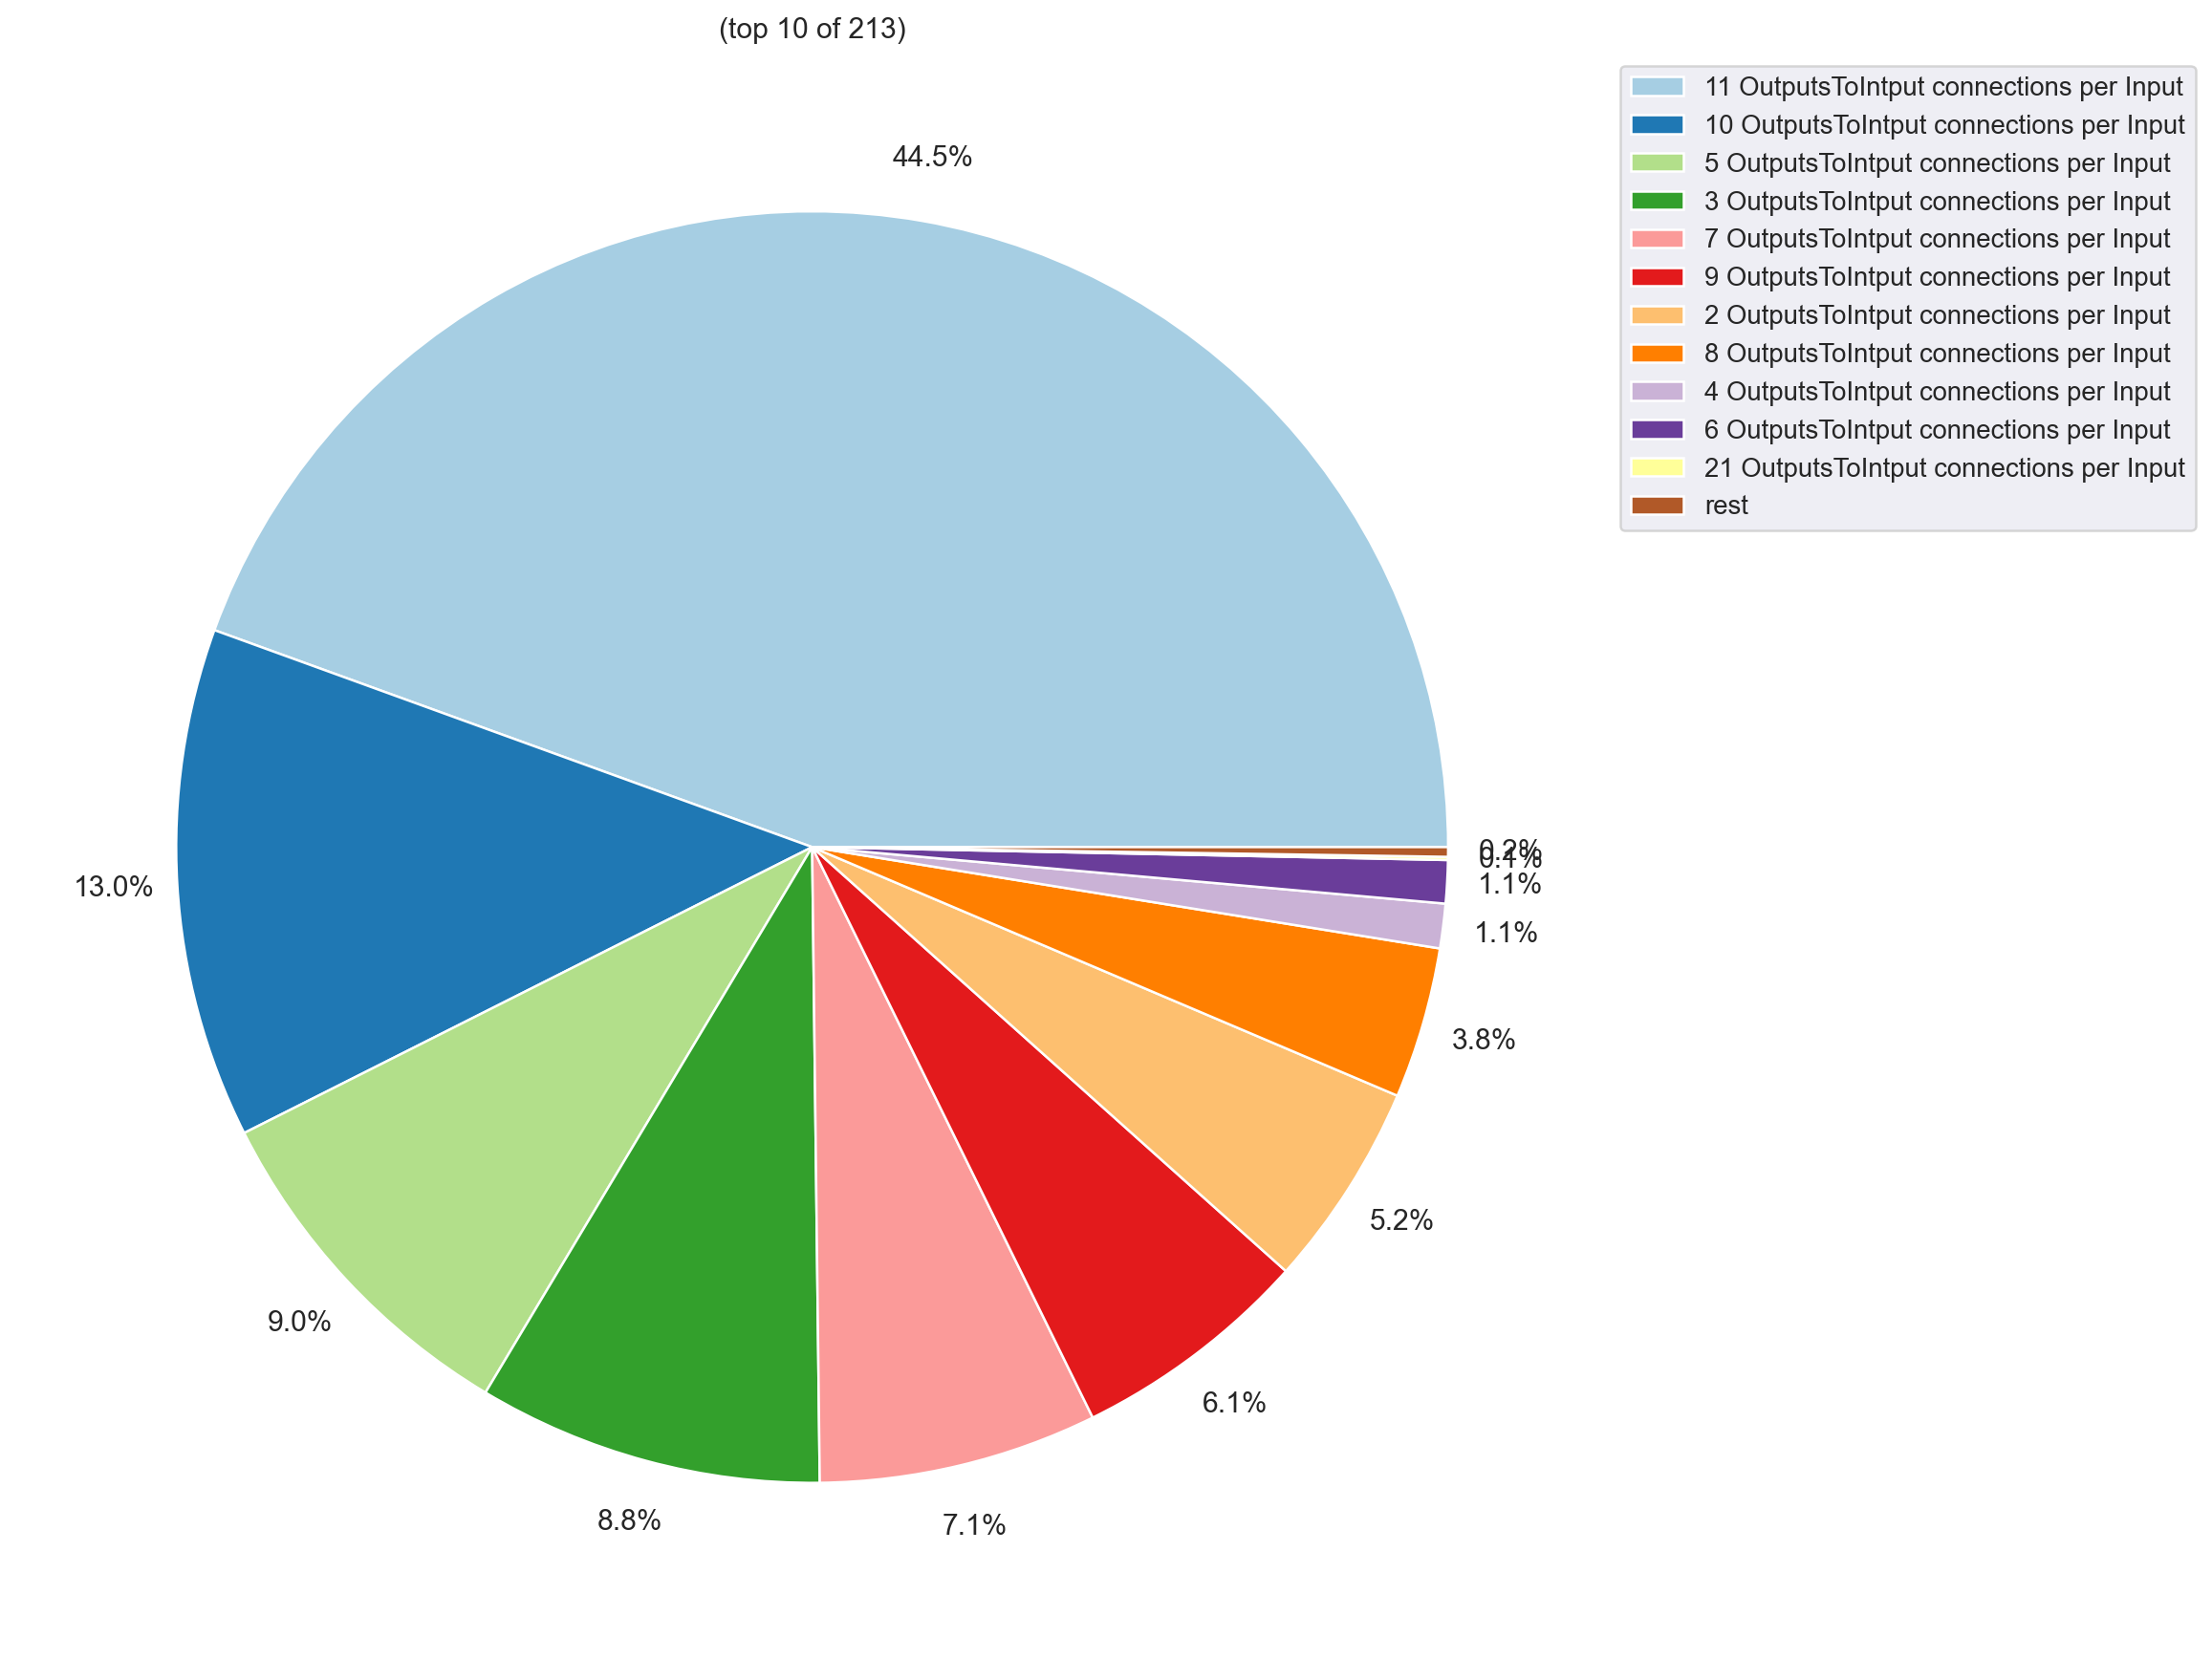 (top 10 of 213)
11 OutputsToIntput connections per Input
10 OutputsToIntput connections per Input
5 OutputsToIntput connections per Input
3 OutputsToIntput connections per Input
7 OutputsToIntput connections per Input
9 OutputsToIntput connections per Input
2 OutputsToIntput connections per Input
8 OutputsToIntput connections per Input
4 OutputsToIntput connections per Input
6 OutputsToIntput connections per Input
21 OutputsToIntput connections per Input
rest
44.5%
13.0%
9.0%
8.8%
7.1%
6.1%
5.2%
3.8%
1.1%
1.1%
0.1%
0.2%